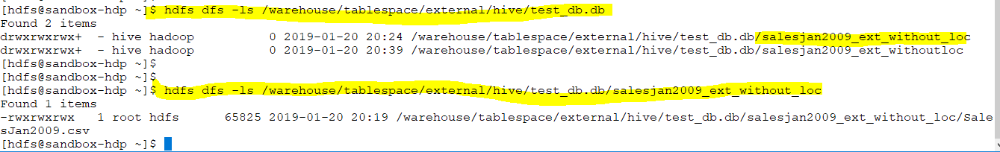 [hdfs@sandbox-hdp ~]$ hdfs dfs -ls /warehouse/tablespace/external/hive/test_db.db
Found 2 items
drwxrwxrwx+  - hive hadoop          0 2019-01-20 20:24 /warehouse/tablespace/external/hive/test_db.db/salesjan2009_ext_without_loc
drwxrwxrwx+  - hive hadoop          0 2019-01-20 20:39 /warehouse/tablespace/external/hive/test_db.db/salesjan2009_ext_withoutloc
[hdfs@sandbox-hdp ~]$
[hdfs@sandbox-hdp ~]$
[hdfs@sandbox-hdp ~]$ hdfs dfs -ls /warehouse/tablespace/external/hive/test_db.db/salesjan2009_ext_without_loc
Found 1 items
-rwxrwxrwx   1 root hdfs      65825 2019-01-20 20:19 /warehouse/tablespace/external/hive/test_db.db/salesjan2009_ext_without_loc/Sale
sJan2009.csv
[hdfs@sandbox-hdp ~]$